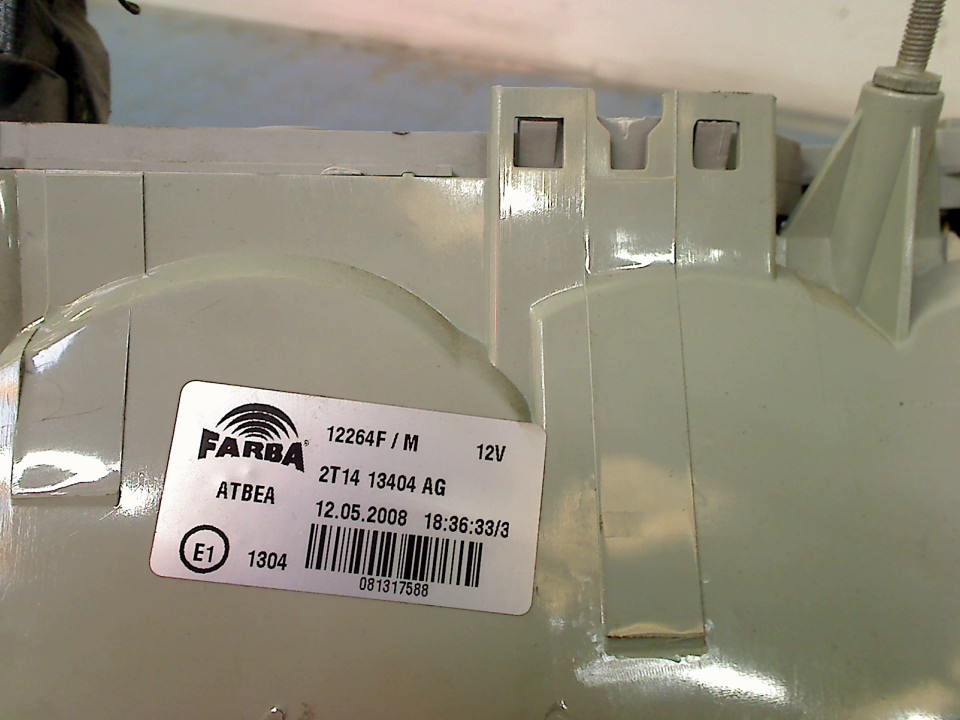 FARBA®
12264F / M 12V
2T14 13404 AG
ATBEA
12.05.2008 18:36:33/3
E1 1304
081317588